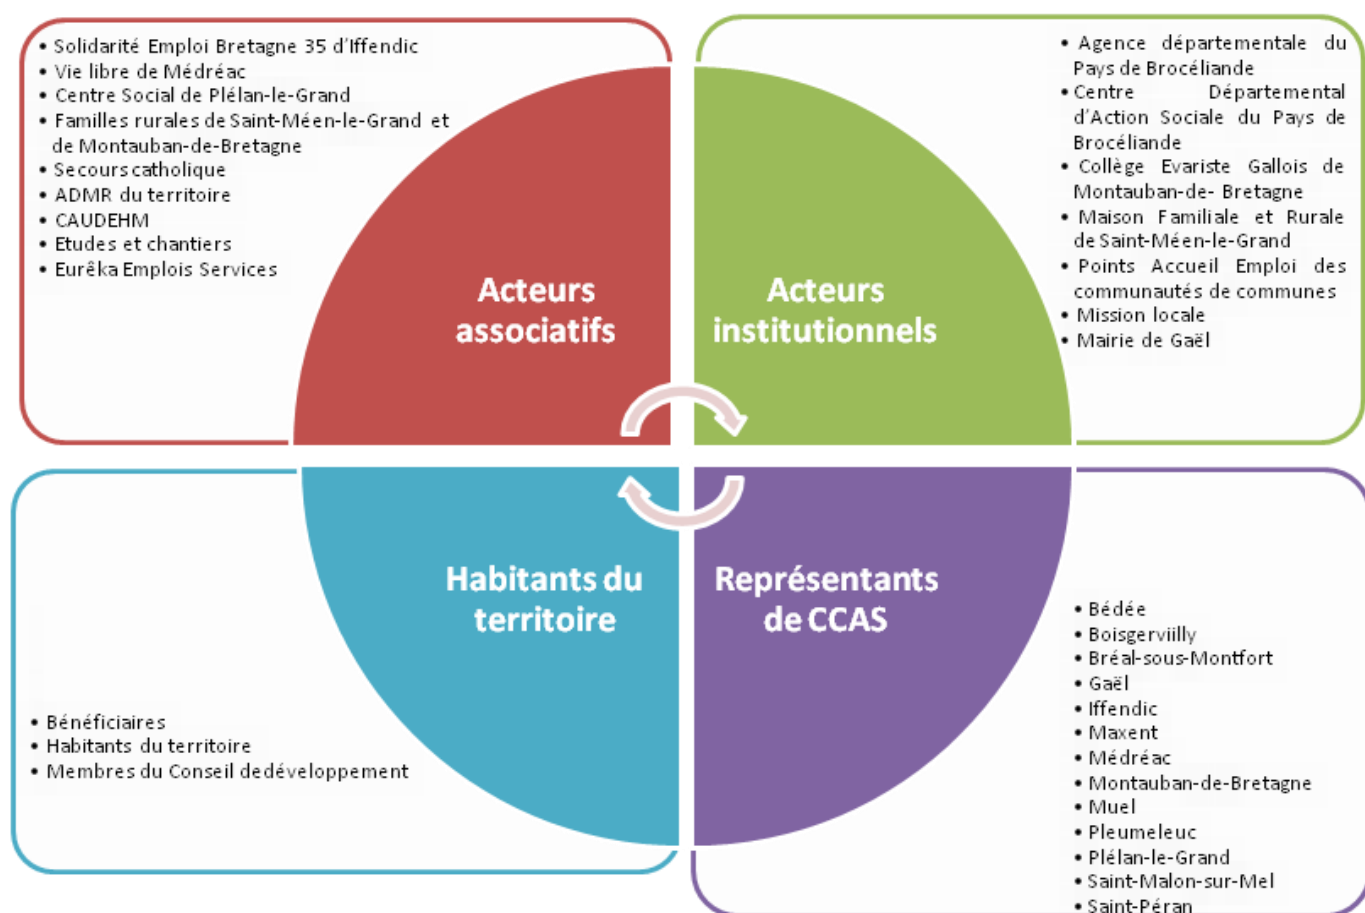 • Solidarité Emploi Bretagne 35 d'Iffendic
• Vie libre de Médréac
• Centre Social de Plélan-le-Grand
• Familles rurales de Saint-Méen-le-Grand et
de Montauban-de-Bretagne
• Secours catholique
• ADMR du territoire
• CAUDEHM
• Etudes et chantiers
• Eurêka Emplois Services
Acteurs
associatifs
• Agence départementale du
Pays de Brocéliande
• Centre Départemental
d'Action Sociale du Pays de
Brocéliande
• Collège Evariste Gallois de
Montauban-de- Bretagne
• Maison Familiale et Rurale
de Saint-Méen-le-Grand
• Points Accueil Emploi des
communautés de communes
• Mission locale
• Mairie de Gaël
Acteurs
institutionnels
Habitants du
territoire
• Bénéficiaires
• Habitants du territoire
• Membres du Conseil dedéveloppement
Représentants
de CCAS
• Bédée
• Boisgerviilly
• Bréal-sous-Montfort
• Gaël
• Iffendic
• Maxent
• Médréac
• Montauban-de-Bretagne
• Muel
• Pleumeleuc
• Plélan-le-Grand
• Saint-Malon-sur-Mel
• Saint-Péran